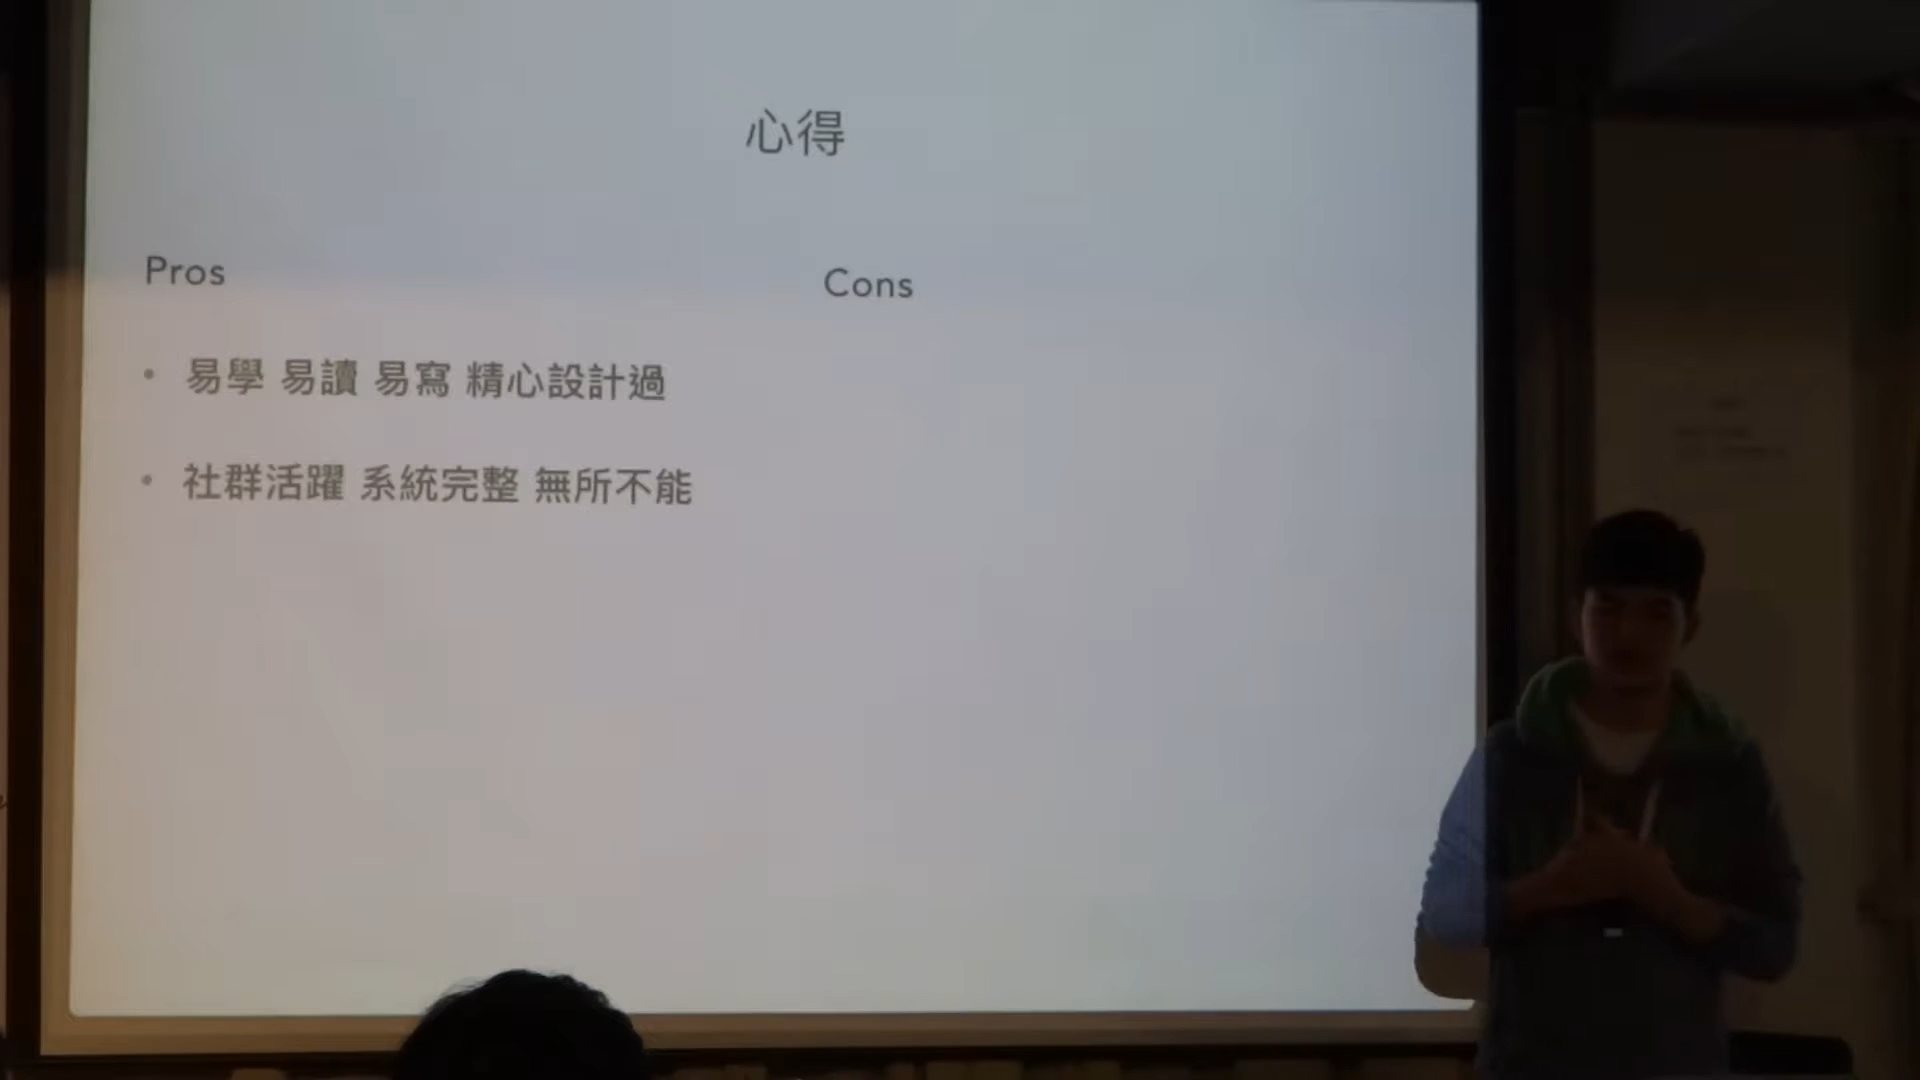 心得
Pros
Cons
• 易學 易讀 易寫 精心設計過
• 社群活躍 系統完整 無所不能